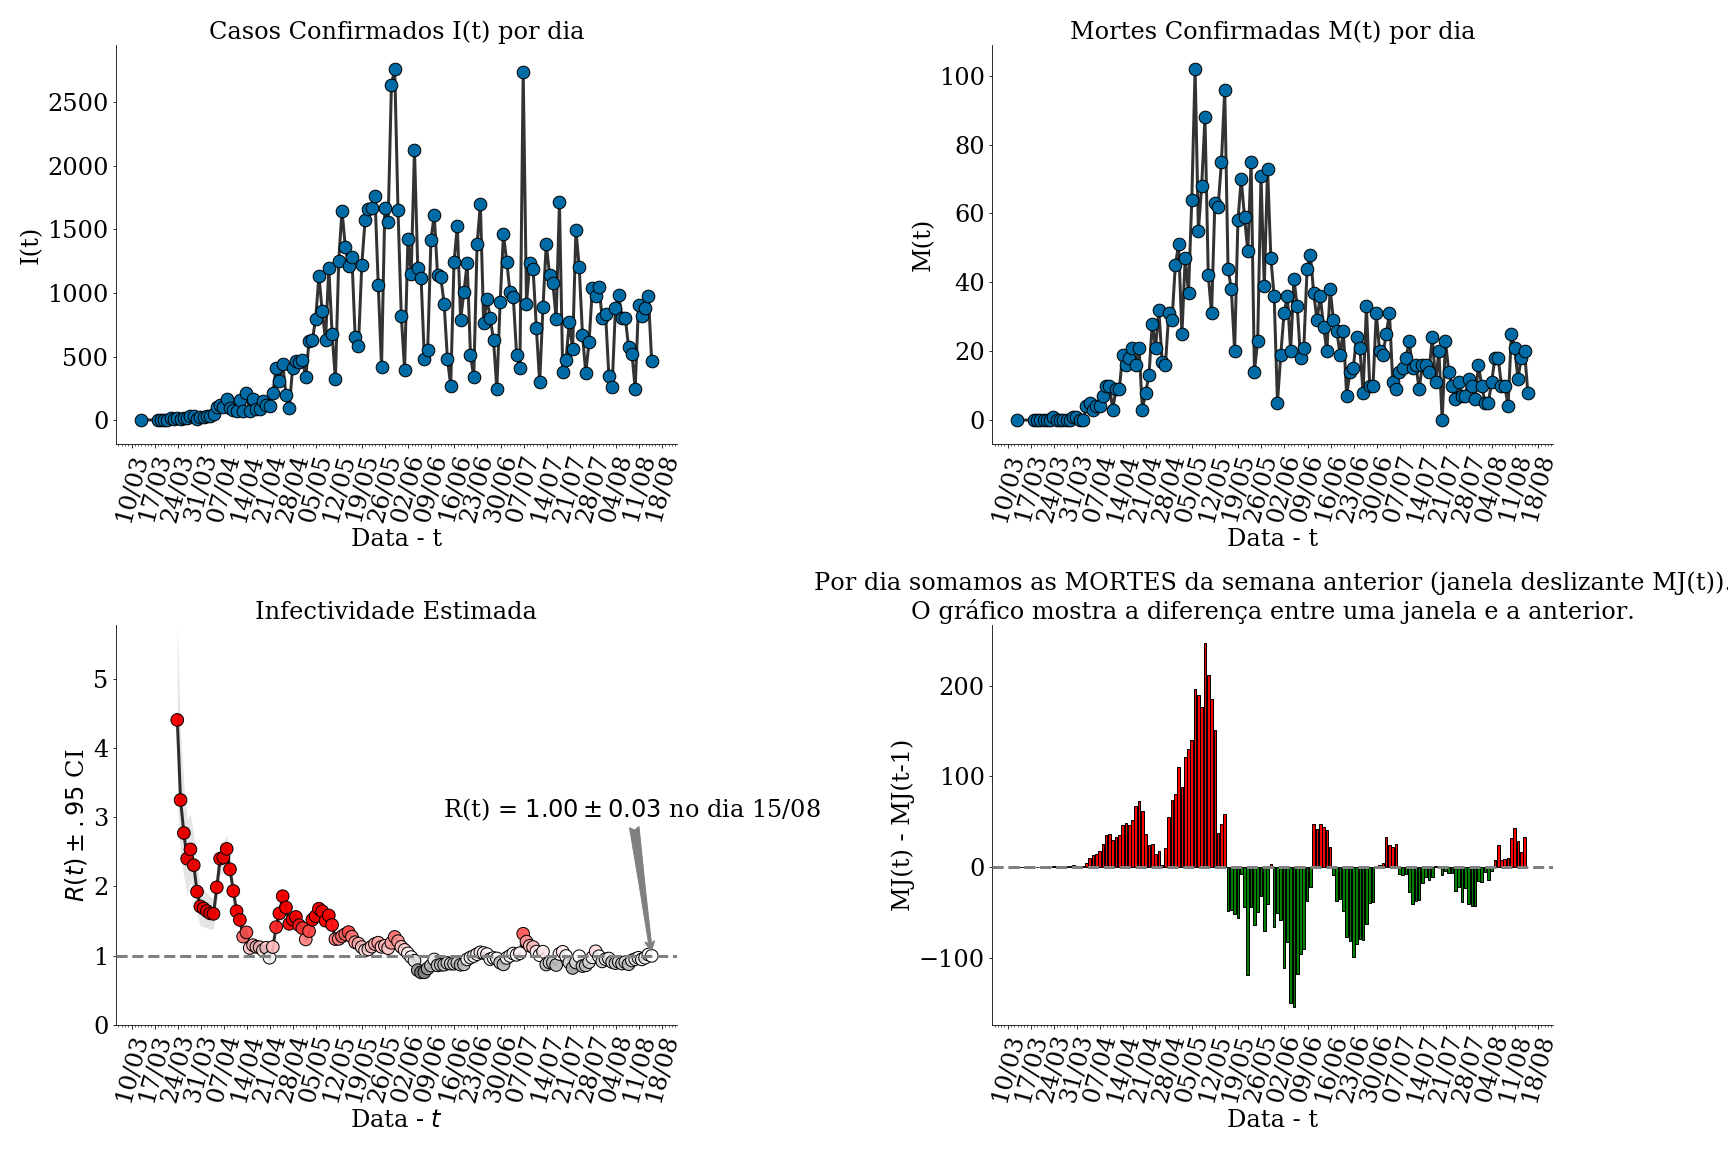 Casos Confirmados I(t) por dia
I(t)
2500
2000
1500
1000
500
0
10/03 17/03 24/03 31/03 07/04 14/04 21/04 28/04 05/05 12/05 19/05 26/05 02/06 09/06 16/06 23/06 30/06 07/07 14/07 21/07 28/07 04/08 11/08 18/08
Data - t
Mortes Confirmadas M(t) por dia
M(t)
100
80
60
40
20
0
10/03 17/03 24/03 31/03 07/04 14/04 21/04 28/04 05/05 12/05 19/05 26/05 02/06 09/06 16/06 23/06 30/06 07/07 14/07 21/07 28/07 04/08 11/08 18/08
Data - t
Infectividade Estimada
R(t) ± .95 CI
5
4
3
2
1
0
R(t) = 1.00 ± 0.03 no dia 15/08
10/03 17/03 24/03 31/03 07/04 14/04 21/04 28/04 05/05 12/05 19/05 26/05 02/06 09/06 16/06 23/06 30/06 07/07 14/07 21/07 28/07 04/08 11/08 18/08
Data - t
Por dia somamos as MORTES da semana anterior (janela deslizante MJ(t)).
O gráfico mostra a diferença entre uma janela e a anterior.
MJ(t) - MJ(t-1)
200
100
0
−100
10/03 17/03 24/03 31/03 07/04 14/04 21/04 28/04 05/05 12/05 19/05 26/05 02/06 09/06 16/06 23/06 30/06 07/07 14/07 21/07 28/07 04/08 11/08 18/08
Data - t